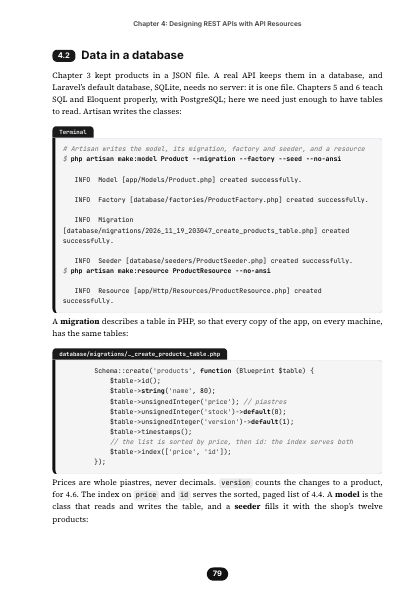 Chapter 4: Designing REST APIs with API Resources
4.2 Data in a database
Chapter 3 kept products in a JSON file. A real API keeps them in a database, and
Laravel's default database, SQLite, needs no server: it is one file. Chapters 5 and 6 teach
SQL and Eloquent properly, with PostgreSQL; here we need just enough to have tables
to read. Artisan writes the classes:
Terminal
# Artisan writes the model, its migration, factory and seeder, and a resource
$ php artisan make:model Product --migration --factory --seed --no-ansi
INFO Model [app/Models/Product.php] created successfully.
INFO Factory [database/factories/ProductFactory.php] created successfully.
INFO Migration
[database/migrations/2026_11_19_203047_create_products_table.php] created
successfully.
INFO Seeder [database/seeders/ProductSeeder.php] created successfully.
$ php artisan make:resource ProductResource --no-ansi
INFO Resource [app/Http/Resources/ProductResource.php] created
successfully.
A migration describes a table in PHP, so that every copy of the app, on every machine,
has the same tables:
database/migrations/…_create_products_table.php
Schema::create('products', function (Blueprint $table) {
$table->id();
$table->string('name', 80);
$table->unsignedInteger('price'); // piastres
$table->unsignedInteger('stock')->default(0);
$table->unsignedInteger('version')->default(1);
$table->timestamps();
// the list is sorted by price, then id: the index serves both
$table->index(['price', 'id']);
});
Prices are whole piastres, never decimals. version counts the changes to a product,
for 4.6. The index on price and id serves the sorted, paged list of 4.4. A model is the
class that reads and writes the table, and a seeder fills it with the shop's twelve
products:
79